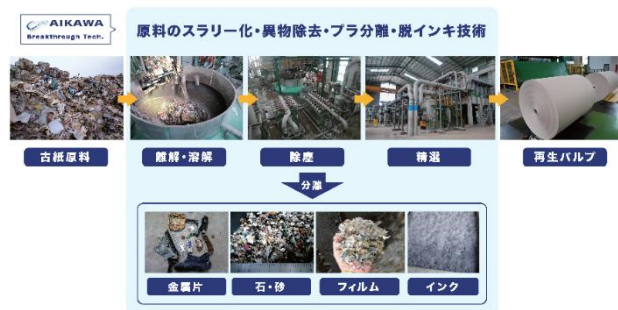 AIKAWA
Breakthrough Tech.
原料のスラリー化・異物除去・プラ分離・脱インキ技術
古紙原料
離解・溶解
除塵
精選
再生パルプ
分離
金属片
石・砂
フィルム
インク